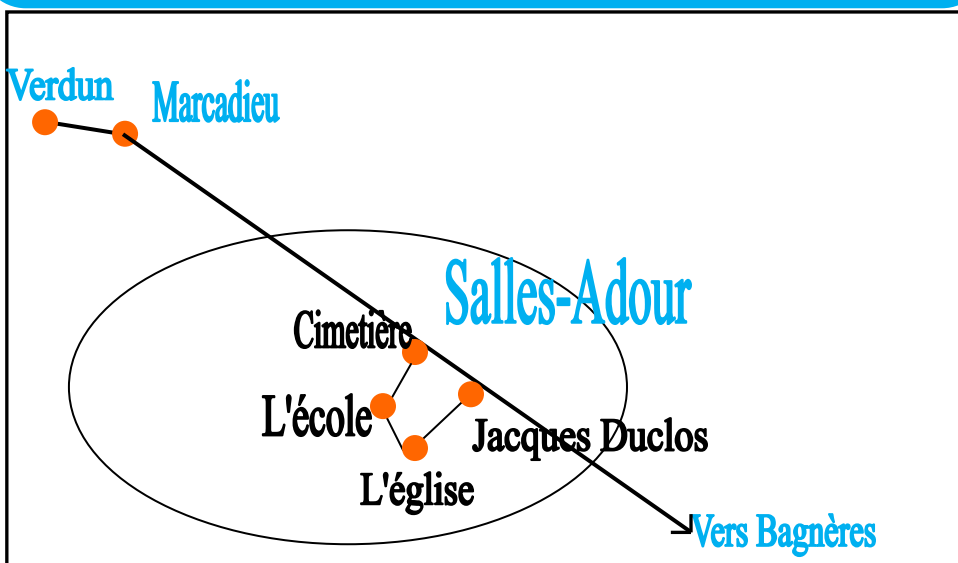 Verdun
Marcadieu
Salles-Adour
Cimetière
L'école
Jacques Duclos
L'église
Vers Bagnères